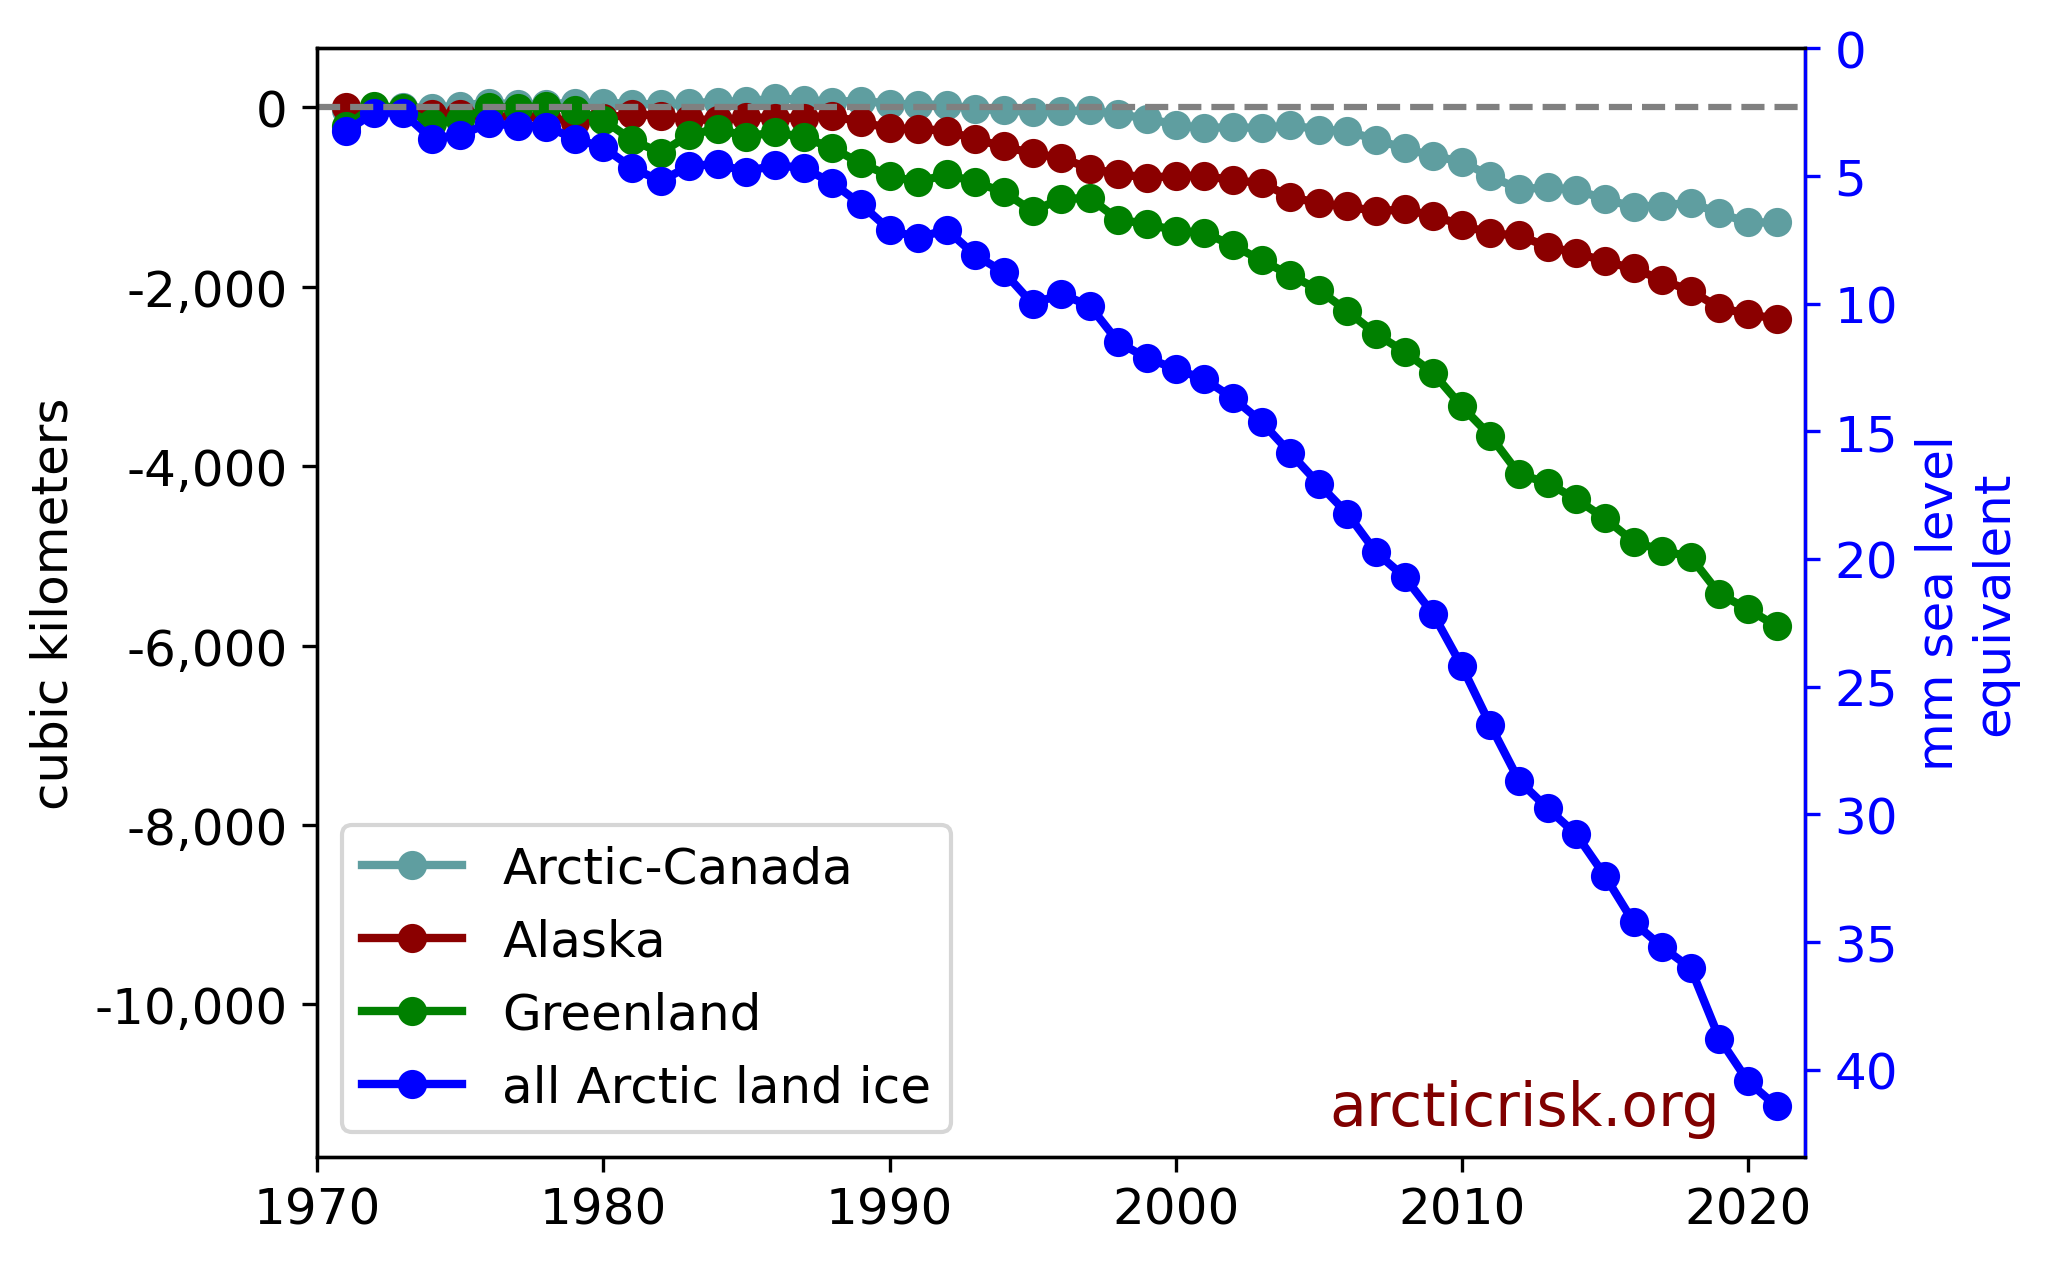 0
-2,000
-4,000
-6,000
-8,000
-10,000
cubic kilometers
0
5
10
15
20
25
30
35
40
mm sea level
equivalent
Arctic-Canada
Alaska
Greenland
all Arctic land ice
arcticrisk.org
1970
1980
1990
2000
2010
2020